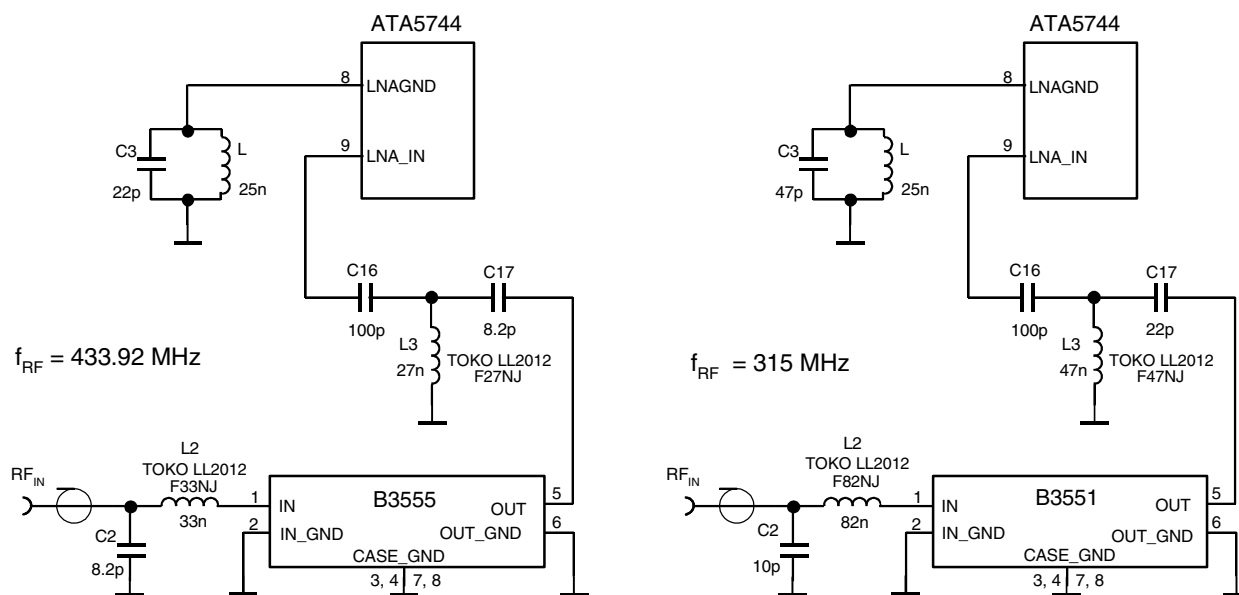 ATA5744
8
LNAGND
C3
L
9
LNA_IN
22p
25n
C16
C17
100p
8.2p
L3
27n
TOKO LL2012
F27NJ
f_RF = 433.92 MHz
L2
TOKO LL2012
F33NJ
33n
RF_IN
C2
8.2p
1
IN
2
IN_GND
B3555
OUT
5
OUT_GND
6
CASE_GND
3, 4
7, 8
ATA5744
8
LNAGND
C3
L
9
LNA_IN
47p
25n
C16
C17
100p
22p
L3
47n
TOKO LL2012
F47NJ
f_RF = 315 MHz
L2
TOKO LL2012
F82NJ
82n
RF_IN
C2
10p
1
IN
2
IN_GND
B3551
OUT
5
OUT_GND
6
CASE_GND
3, 4
7, 8